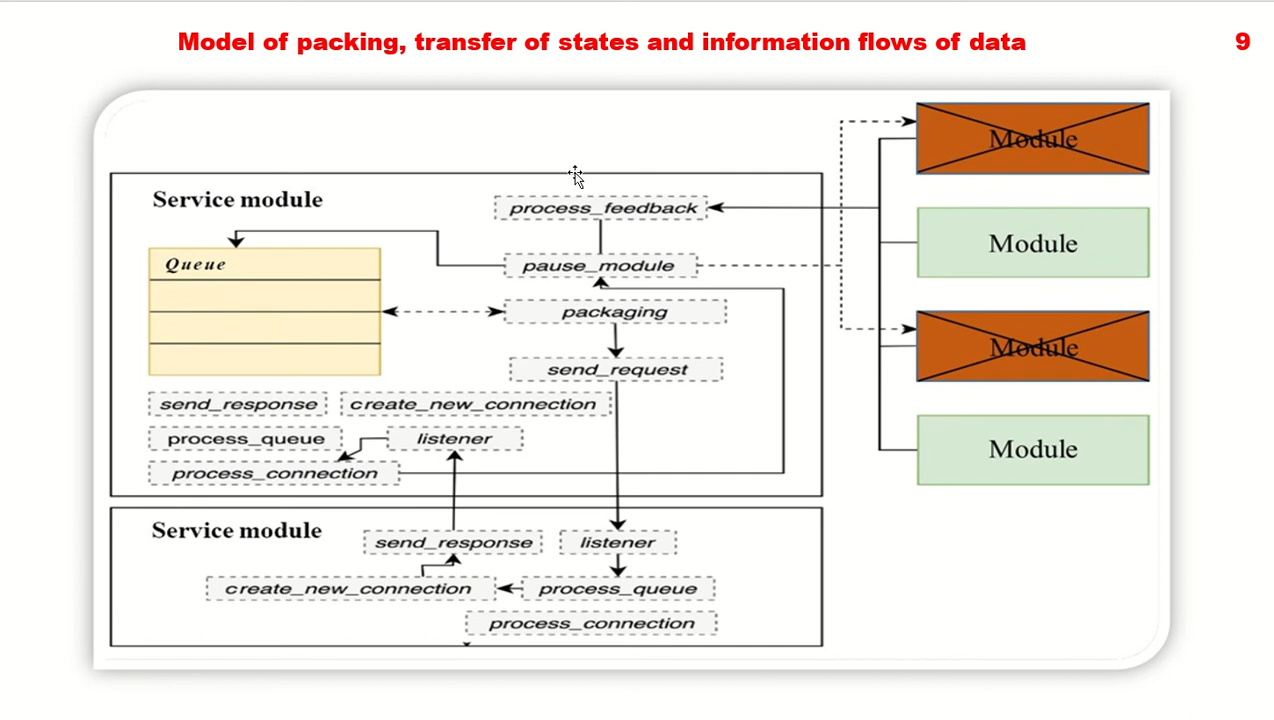 Model of packing, transfer of states and information flows of data
9
Service module
process_feedback
Queue
pause_module
packaging
send_request
send_response
create_new_connection
process_queue
listener
process_connection
Service module
send_response
listener
create_new_connection
process_queue
process_connection
Module
Module
Module
Module